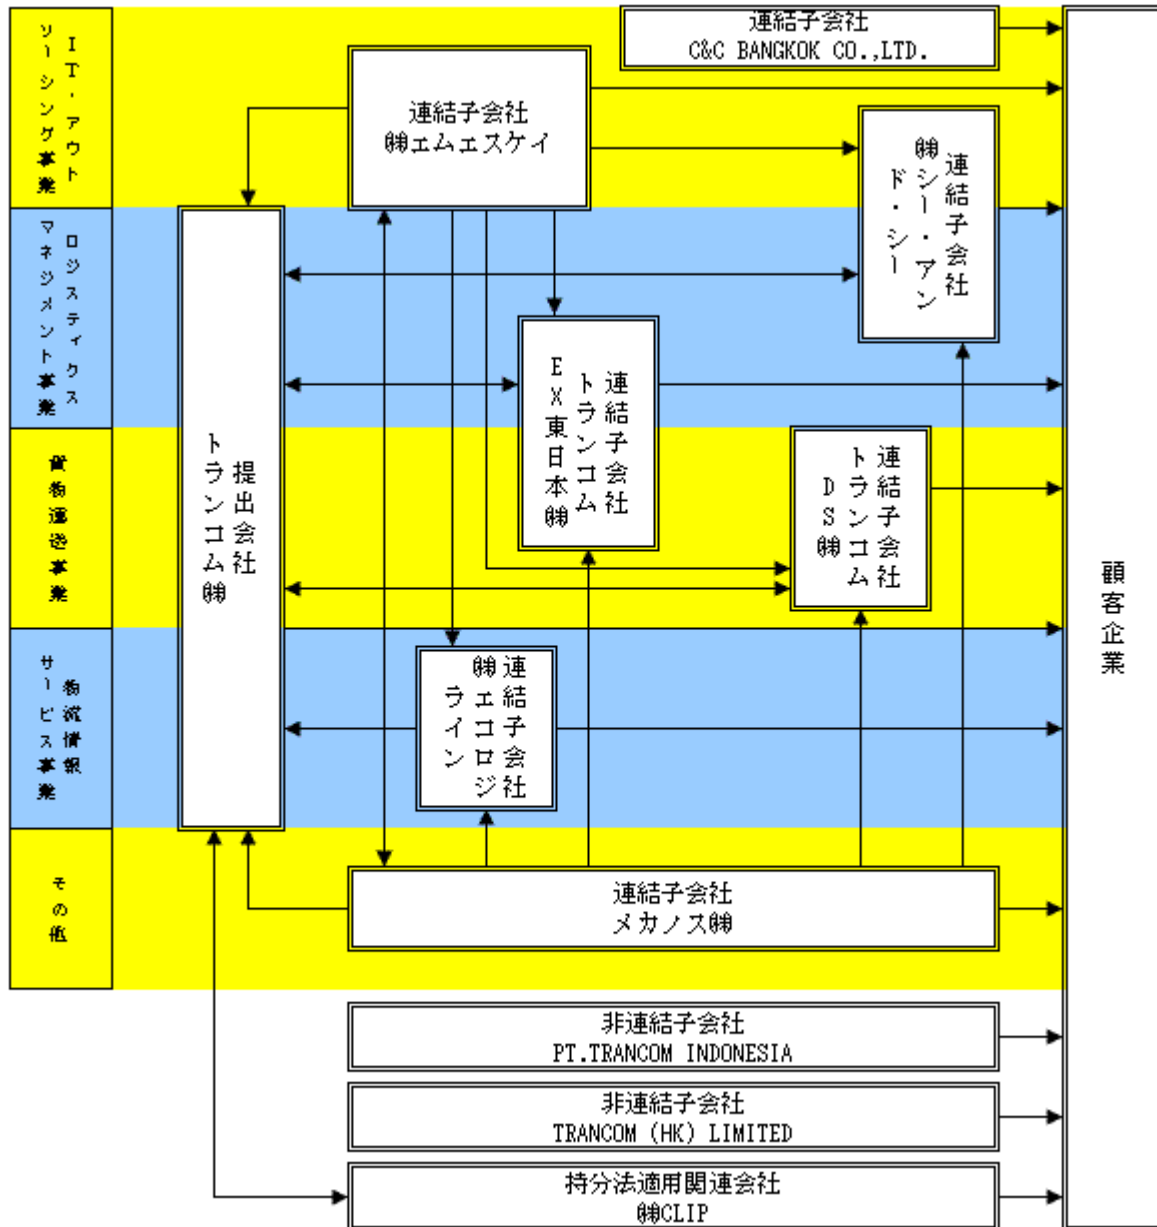 IT・アウト
ソーシング事業
ロジスティクス
マネジメント事業
貨物運送事業
物流情報
サービス事業
その他
連結子会社
C&C BANGKOK CO.,LTD.
連結子会社
㈱エムエスケイ
連結子会社
㈱シー・アン
ド・シー
提出会社
トランコム㈱
連結子会社
トランコム
EX東日本㈱
連結子会社
トランコム
DS㈱
連結子会社
㈱エコロジ
ライン
連結子会社
メカノス㈱
非連結子会社
PT.TRANCOM INDONESIA
非連結子会社
TRANCOM (HK) LIMITED
持分法適用関連会社
㈱CLIP
顧客企業